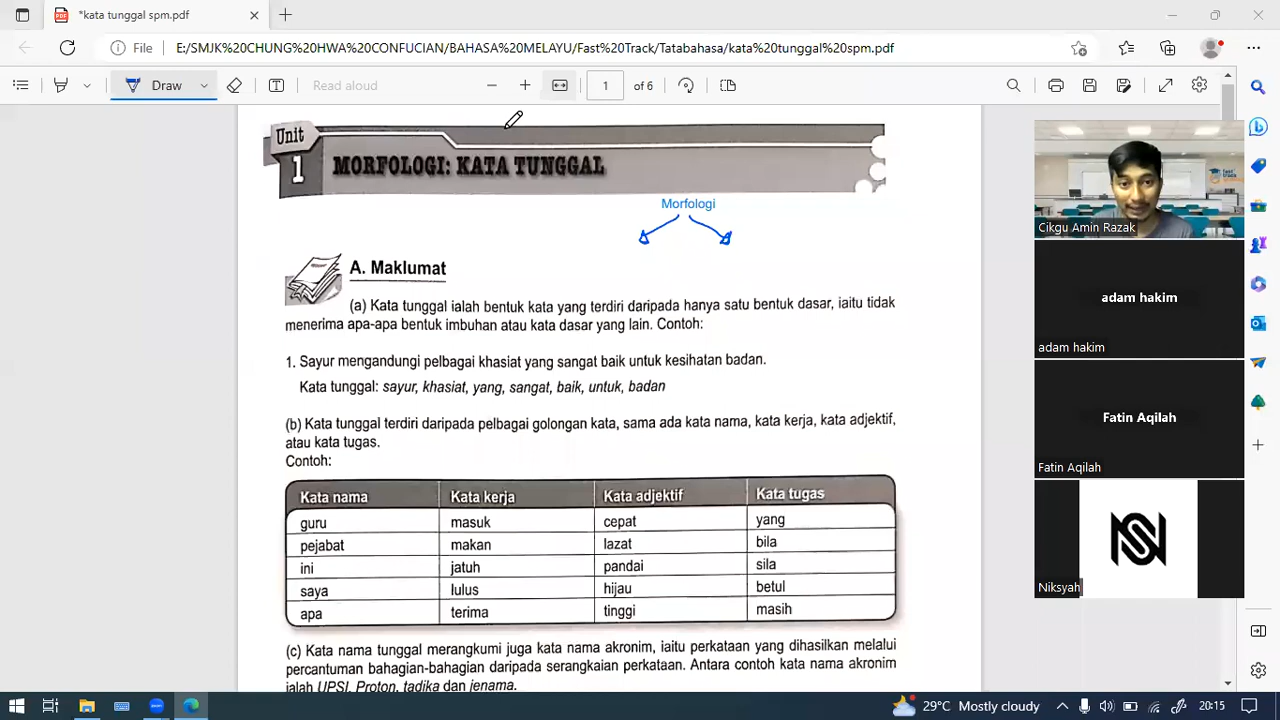 *kata tunggal spm.pdf
File
E:/SMJK%20CHUNG%20HWA%20CONFUCIAN/BAHASA%20MELAYU/Fast%20Track/Tatabahasa/kata%20tunggal%20spm.pdf
Draw
Read aloud
1 of 6
Unit
1
MORFOLOGI: KATA TUNGGAL
Morfologi
A. Maklumat
(a) Kata tunggal ialah bentuk kata yang terdiri daripada hanya satu bentuk dasar, iaitu tidak
menerima apa-apa bentuk imbuhan atau kata dasar yang lain. Contoh:
1. Sayur mengandungi pelbagai khasiat yang sangat baik untuk kesihatan badan.
Kata tunggal: sayur, khasiat, yang, sangat, baik, untuk, badan
(b) Kata tunggal terdiri daripada pelbagai golongan kata, sama ada kata nama, kata kerja, kata adjektif,
atau kata tugas.
Contoh:
Kata nama Kata kerja Kata adjektif Kata tugas
guru masuk cepat yang
pejabat makan lazat bila
ini jatuh pandai sila
saya lulus hijau betul
apa terima tinggi masih
(c) Kata nama tunggal merangkumi juga kata nama akronim, iaitu perkataan yang dihasilkan melalui
percantuman bahagian-bahagian daripada serangkaian perkataan. Antara contoh kata nama akronim
ialah UPSI, Proton, tadika dan jenama.
Cikgu Amin Razak
adam hakim
adam hakim
Fatin Aqilah
Fatin Aqilah
Niksyah
29°C Mostly cloudy
20:15